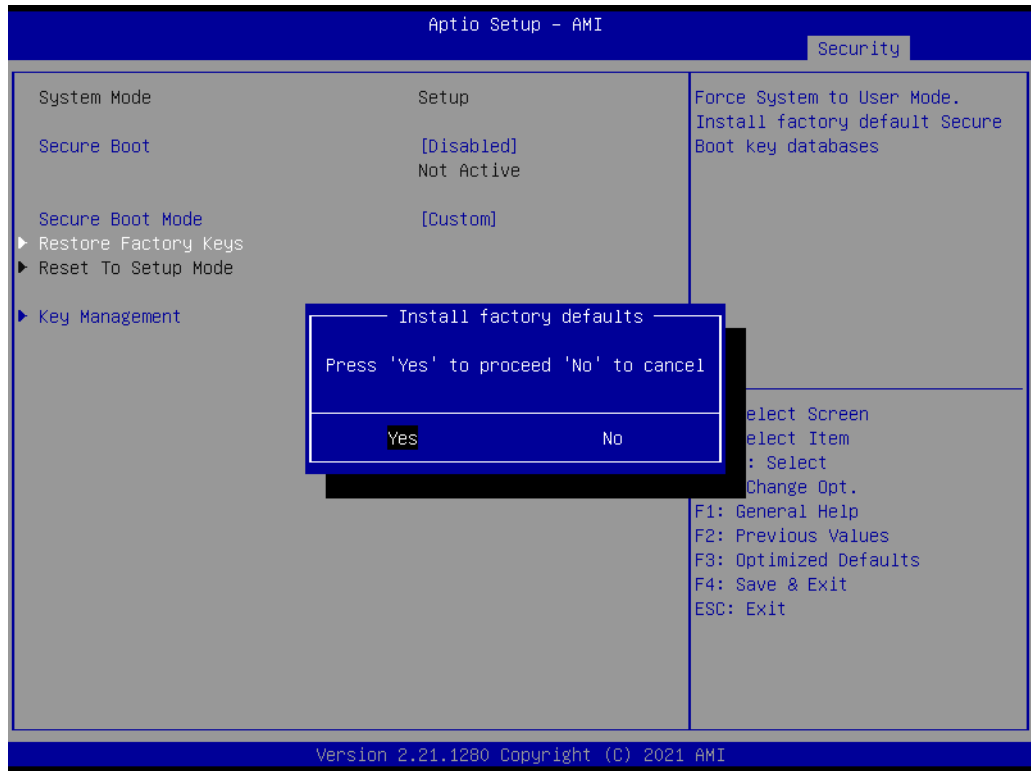 Aptio Setup – AMI
Security
System Mode Setup
Secure Boot [Disabled]
Not Active
Secure Boot Mode [Custom]
Restore Factory Keys
Reset To Setup Mode
Key Management
Install factory defaults
Press 'Yes' to proceed 'No' to cancel
Yes No
Force System to User Mode.
Install factory default Secure
Boot key databases
elect Screen
elect Item
: Select
Change Opt.
F1: General Help
F2: Previous Values
F3: Optimized Defaults
F4: Save & Exit
ESC: Exit
Version 2.21.1280 Copyright (C) 2021 AMI